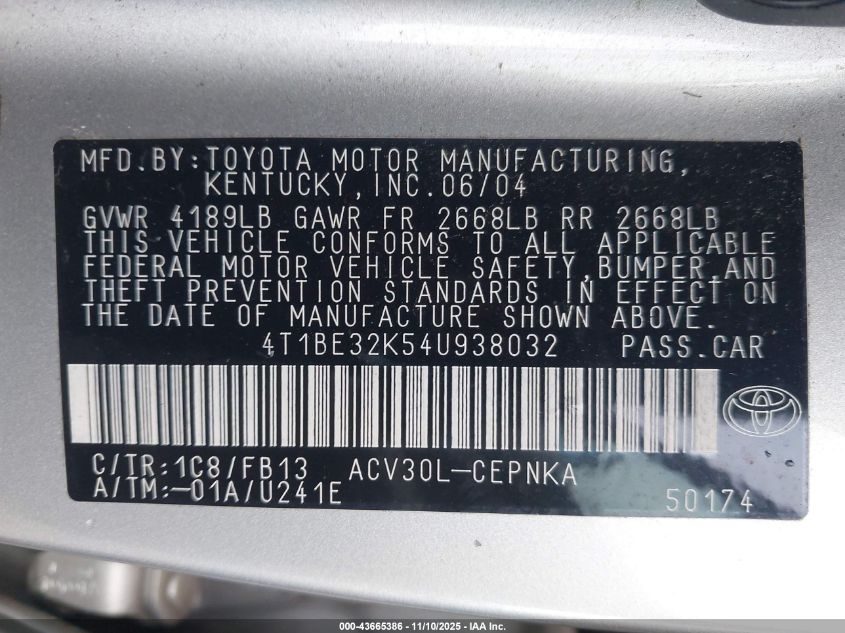 MFD.BY:TOYOTA MOTOR MANUFACTURING,
KENTUCKY,INC.06/04
GVWR 4189LB GAWR FR 2668LB RR 2668LB
THIS VEHICLE CONFORMS TO ALL APPLICABLE
FEDERAL MOTOR VEHICLE SAFETY,BUMPER,AND
THEFT PREVENTION STANDARDS IN EFFECT ON
THE DATE OF MANUFACTURE SHOWN ABOVE.
4T1BE32K54U938032 PASS.CAR
C/TR:1C8/FB13 ACV30L-CEPNKA
A/TM:-01A/U241E 50174
000-43665386 - 11/10/2025 - IAA Inc.